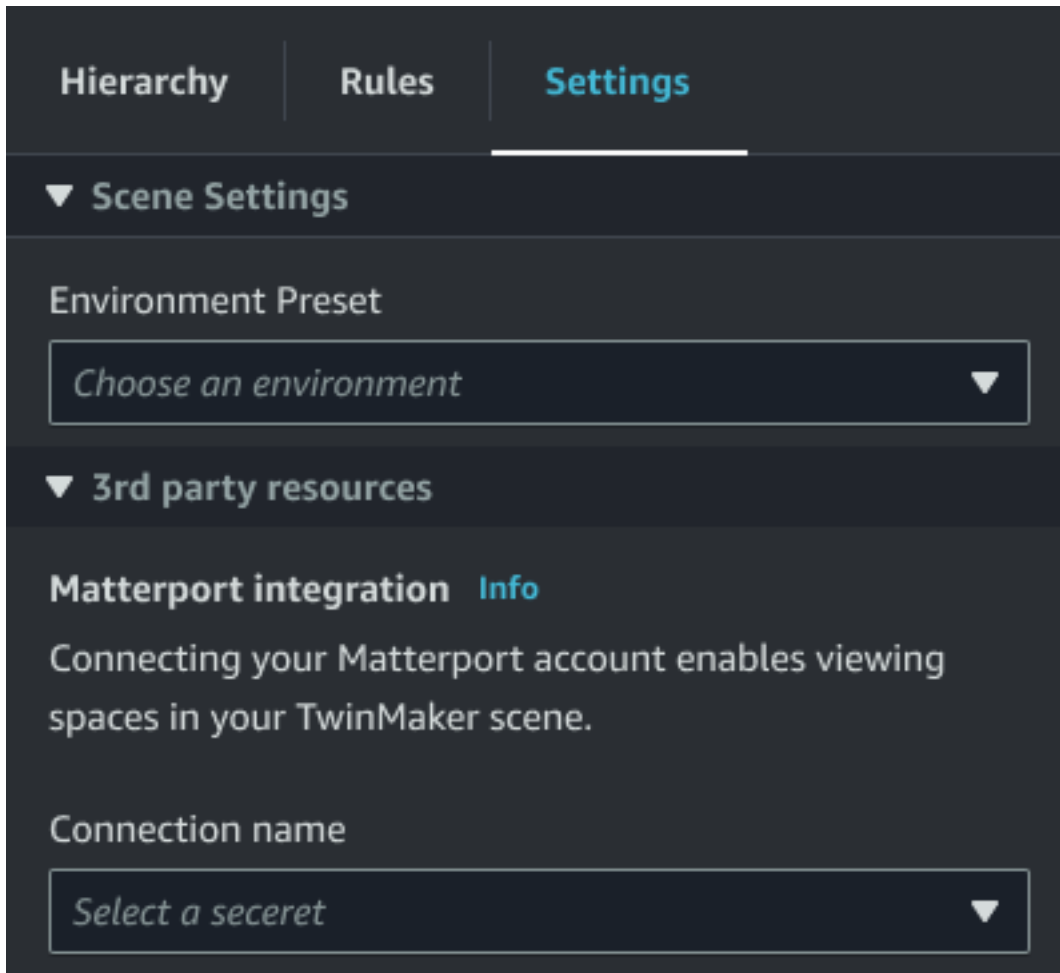 Hierarchy Rules Settings
Scene Settings
Environment Preset
Choose an environment
3rd party resources
Matterport integration Info
Connecting your Matterport account enables viewing
spaces in your TwinMaker scene.
Connection name
Select a seceret